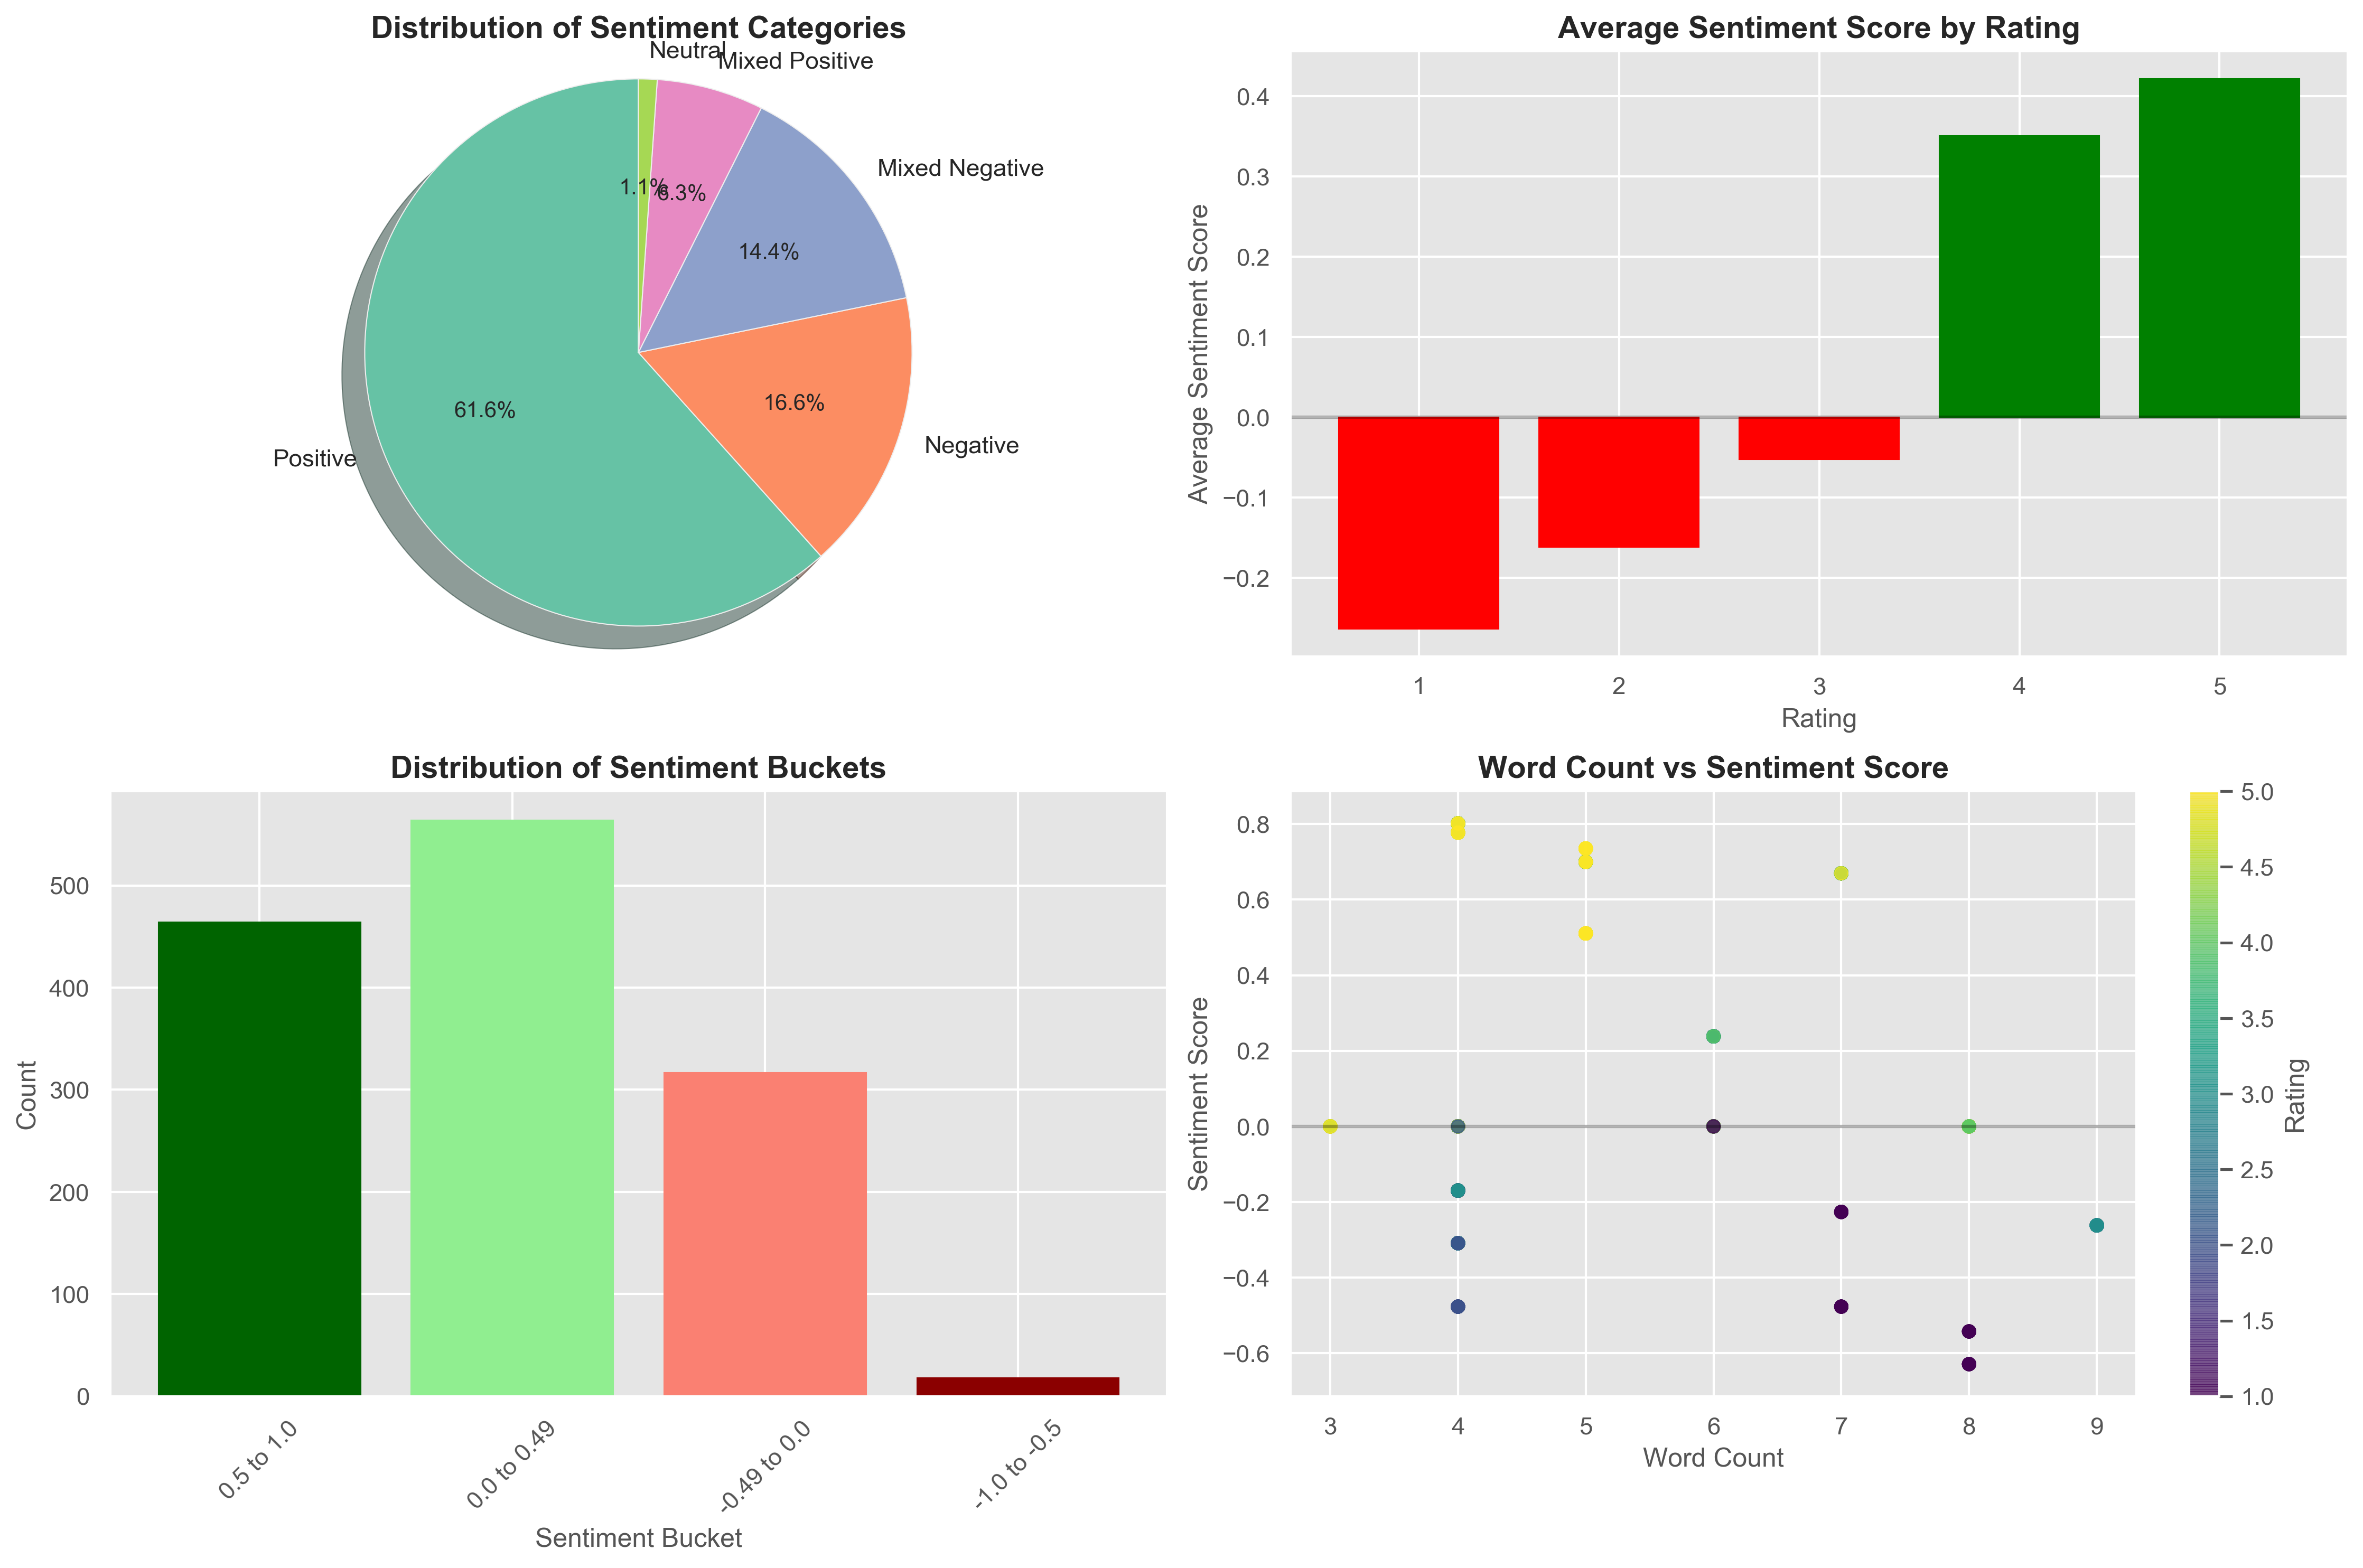 Distribution of Sentiment Categories
Neutral
Mixed Positive
Mixed Negative
1.1%
6.3%
14.4%
61.6%
16.6%
Positive
Negative
Average Sentiment Score by Rating
Average Sentiment Score
0.4
0.3
0.2
0.1
0.0
−0.1
−0.2
1 2 3 4 5
Rating
Distribution of Sentiment Buckets
Count
500
400
300
200
100
0
0.5 to 1.0
0.0 to 0.49
-0.49 to 0.0
-1.0 to -0.5
Sentiment Bucket
Word Count vs Sentiment Score
Sentiment Score
0.8
0.6
0.4
0.2
0.0
−0.2
−0.4
−0.6
3 4 5 6 7 8 9
Word Count
5.0
4.5
4.0
3.5
3.0
2.5
2.0
1.5
1.0
Rating